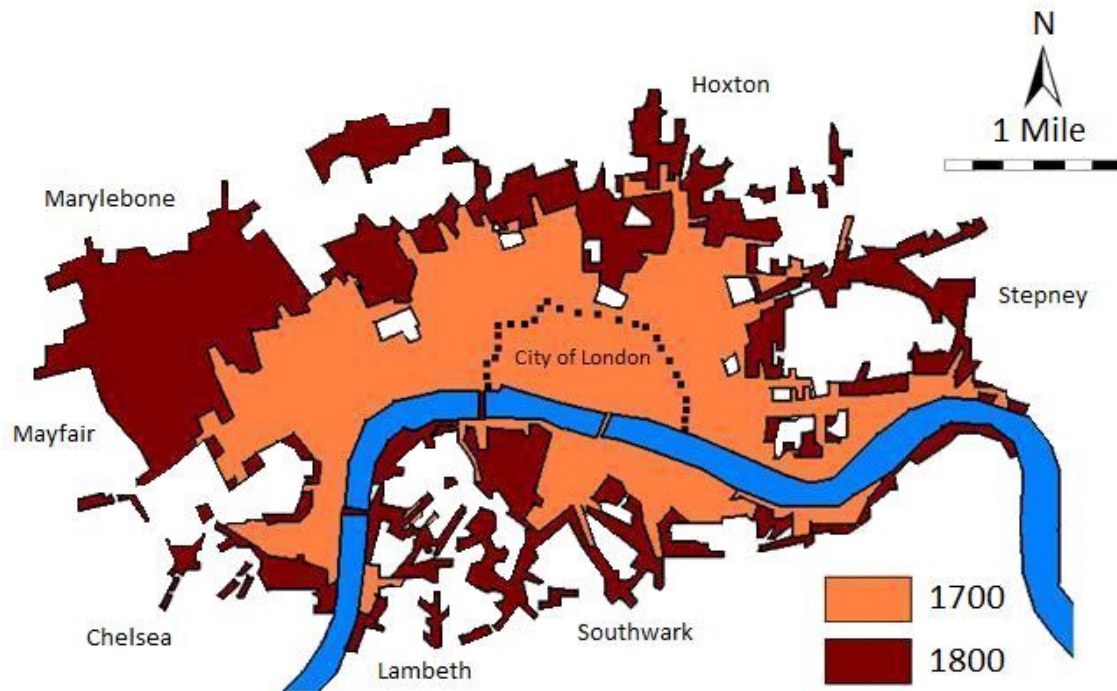 N
Hoxton
1 Mile
Marylebone
Stepney
City of London
Mayfair
1700
Southwark
Chelsea
1800
Lambeth